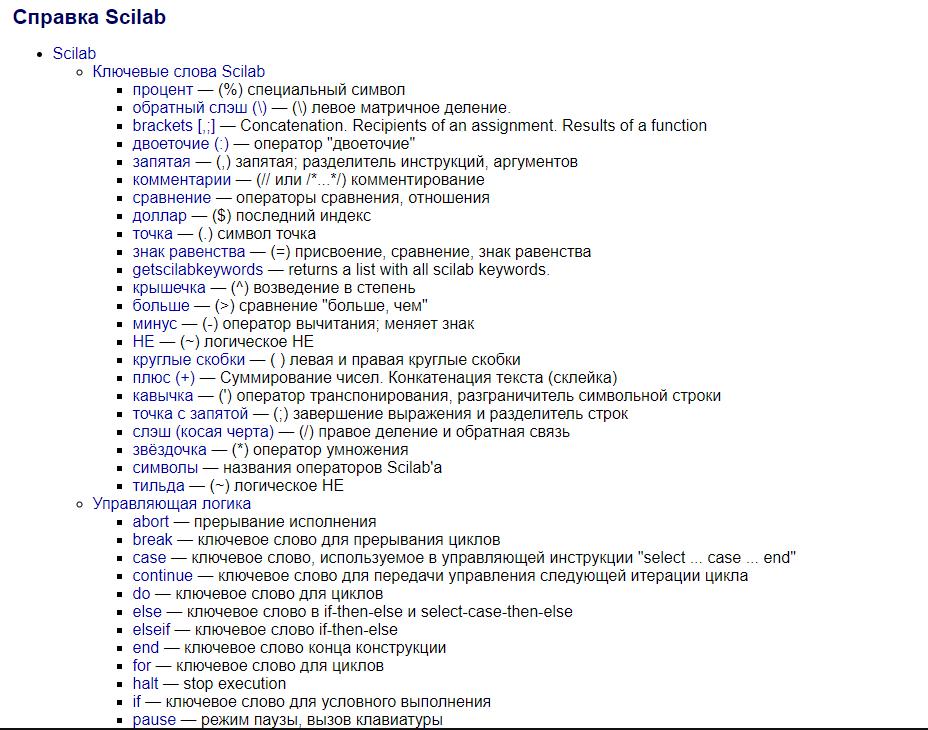 Справка Scilab
Scilab
Ключевые слова Scilab
процент — (%) специальный символ
обратный слэш (\) — (\) левое матричное деление.
brackets [,;] — Concatenation. Recipients of an assignment. Results of a function
двоеточие (:) — оператор "двоеточие"
запятая — (,) запятая; разделитель инструкций, аргументов
комментарии — (// или /*...*/) комментирование
сравнение — операторы сравнения, отношения
доллар — ($) последний индекс
точка — (.) символ точка
знак равенства — (=) присвоение, сравнение, знак равенства
getscilabkeywords — returns a list with all scilab keywords.
крышечка — (^) возведение в степень
больше — (>) сравнение "больше, чем"
минус — (-) оператор вычитания; меняет знак
НЕ — (~) логическое НЕ
круглые скобки — ( ) левая и правая круглые скобки
плюс (+) — Суммирование чисел. Конкатенация текста (склейка)
кавычка — (') оператор транспонирования, разграничитель символьной строки
точка с запятой — (;) завершение выражения и разделитель строк
слэш (косая черта) — (/) правое деление и обратная связь
звёздочка — (*) оператор умножения
символы — названия операторов Scilab'а
тильда — (~) логическое НЕ
Управляющая логика
abort — прерывание исполнения
break — ключевое слово для прерывания циклов
case — ключевое слово, используемое в управляющей инструкции "select ... case ... end"
continue — ключевое слово для передачи управления следующей итерации цикла
do — ключевое слово для циклов
else — ключевое слово в if-then-else и select-case-then-else
elseif — ключевое слово if-then-else
end — ключевое слово конца конструкции
for — ключевое слово для циклов
halt — stop execution
if — ключевое слово для условного выполнения
pause — режим паузы, вызов клавиатуры